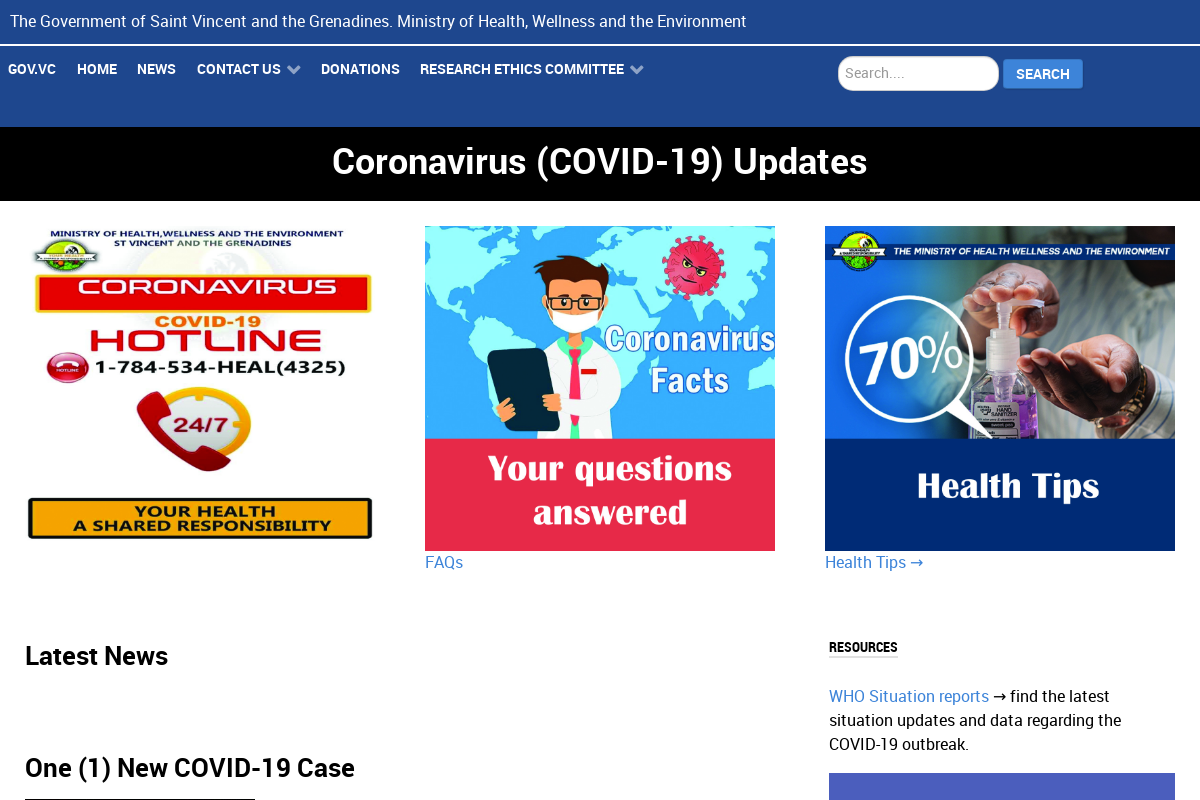 The Government of Saint Vincent and the Grenadines. Ministry of Health, Wellness and the Environment
GOV.VC HOME NEWS CONTACT US DONATIONS RESEARCH ETHICS COMMITTEE
Search....
SEARCH
Coronavirus (COVID-19) Updates
MINISTRY OF HEALTH,WELLNESS AND THE ENVIRONMENT
ST VINCENT AND THE GRENADINES
CORONAVIRUS
COVID-19
HOTLINE
HOTLINE
1-784-534-HEAL(4325)
24/7
YOUR HEALTH
A SHARED RESPONSIBILITY
Coronavirus
Facts
Your questions
answered
FAQs
THE MINISTRY OF HEALTH WELLNESS AND THE ENVIRONMENT
70%
HAND
SANITIZER
Health Tips
Health Tips →
Latest News
One (1) New COVID-19 Case
RESOURCES
WHO Situation reports → find the latest
situation updates and data regarding the
COVID-19 outbreak.